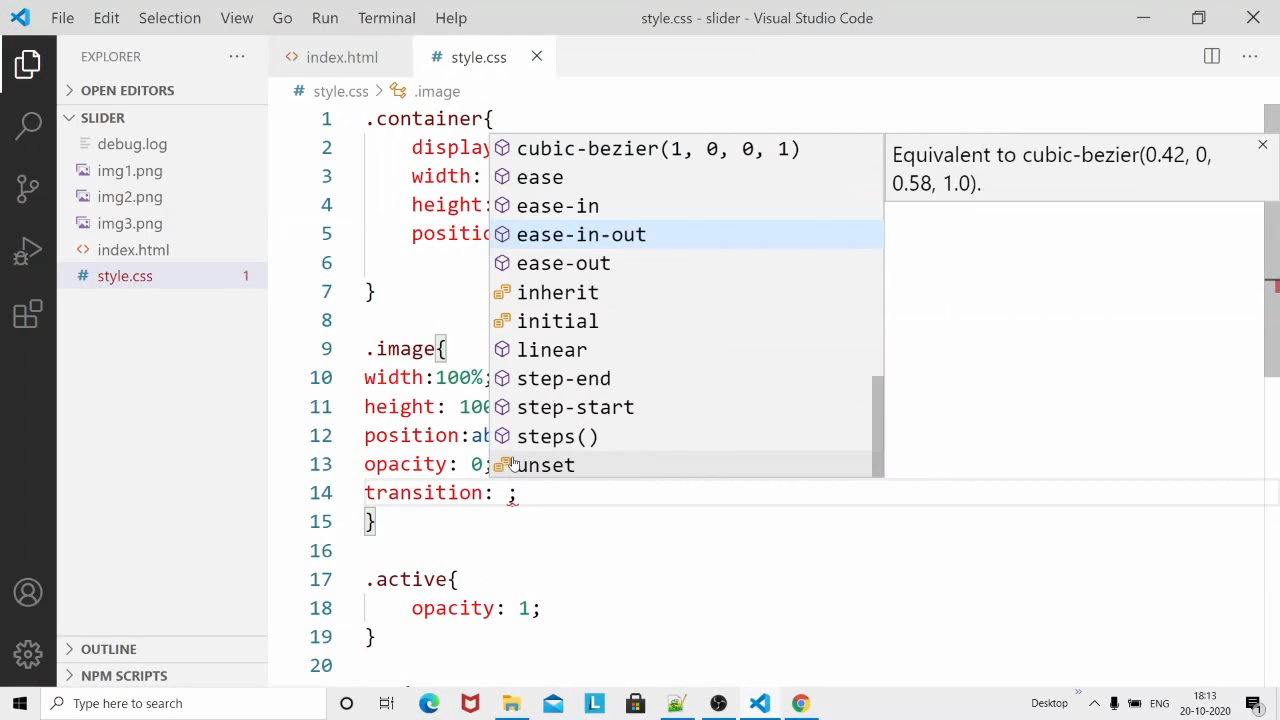 File Edit Selection View Go Run Terminal Help style.css - slider - Visual Studio Code
EXPLORER
index.html
style.css
OPEN EDITORS
style.css
.image
SLIDER
debug.log
img1.png
img2.png
img3.png
index.html
style.css 1
1 .container{
2 display
3 width:
4 height:
5 positio
6
7 }
8
9 .image{
10 width:100%;
11 height: 100
12 position:ab
13 opacity: 0;
14 transition: ;
15 }
16
17 .active{
18 opacity: 1;
19 }
20
cubic-bezier(1, 0, 0, 1)
ease
ease-in
ease-in-out
ease-out
inherit
initial
linear
step-end
step-start
steps()
unset
Equivalent to cubic-bezier(0.42, 0,
0.58, 1.0).
OUTLINE
NPM SCRIPTS
Type here to search
L
Desktop
ENG
18:13
20-10-2020
1